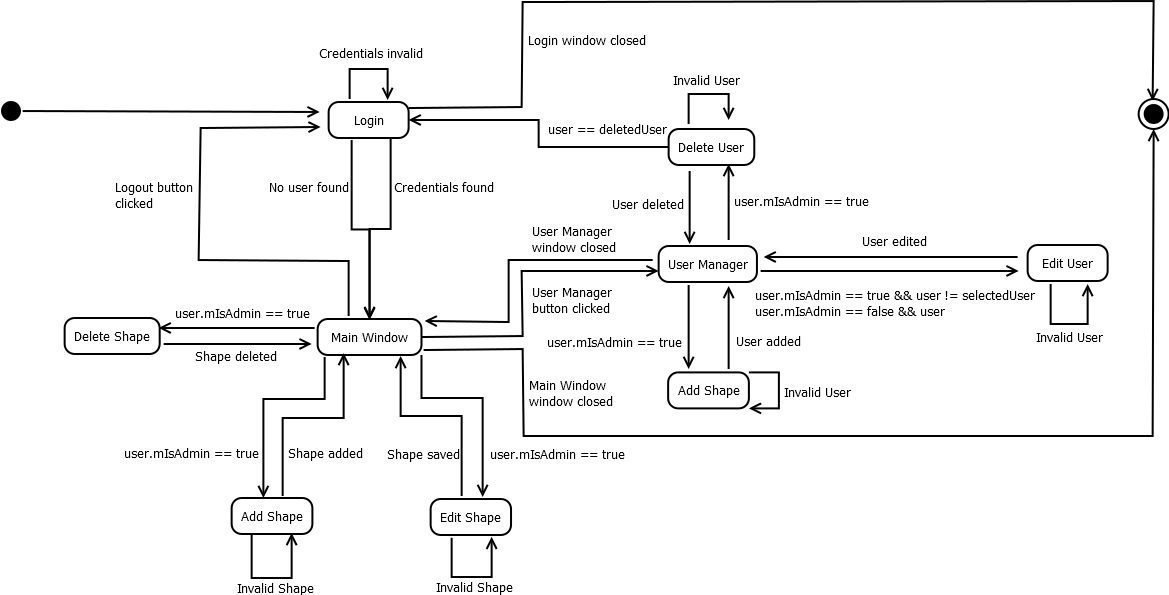 Login window closed
Credentials invalid
Invalid User
Login
user == deletedUser
Delete User
No user found
Credentials found
Logout button
clicked
User deleted
user.mIsAdmin == true
User Manager
window closed
User edited
User Manager
Edit User
User Manager
button clicked
user.mIsAdmin == true && user != selectedUser
user.mIsAdmin == false && user
user.mIsAdmin == true
Delete Shape
Main Window
Shape deleted
user.mIsAdmin == true
User added
Invalid User
Main Window
window closed
Add Shape
Invalid User
user.mIsAdmin == true
Shape added
Shape saved
user.mIsAdmin == true
Add Shape
Edit Shape
Invalid Shape
Invalid Shape